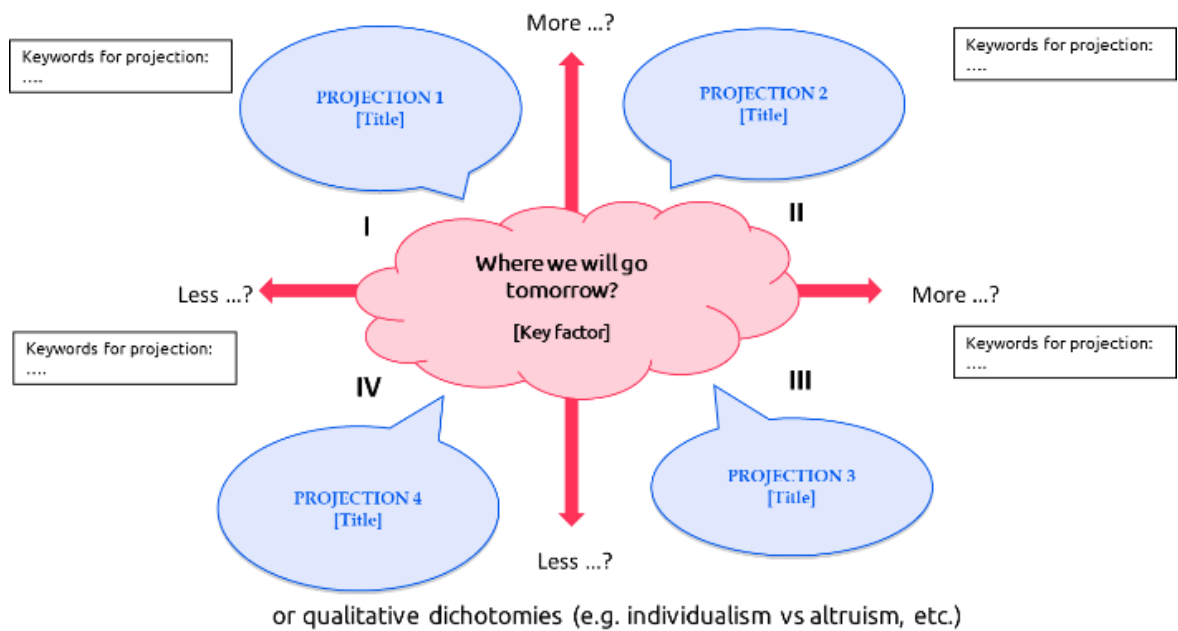 More ...?
Keywords for projection:
....
Keywords for projection:
....
PROJECTION 1
[Title]
PROJECTION 2
[Title]
I
II
Where we will go
tomorrow?
[Key factor]
Less ...?
More ...?
Keywords for projection:
....
Keywords for projection:
....
IV
III
PROJECTION 4
[Title]
PROJECTION 3
[Title]
Less ...?
or qualitative dichotomies (e.g. individualism vs altruism, etc.)